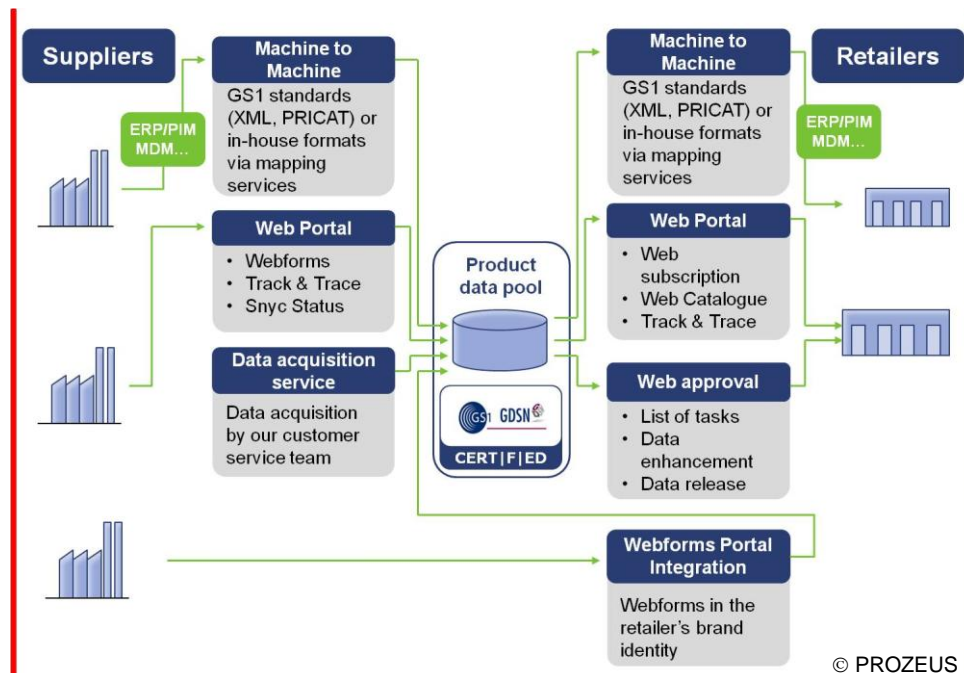 Suppliers
Machine to
Machine
GS1 standards
(XML, PRICAT) or
in-house formats
via mapping
services
ERP/PIM
MDM...
Web Portal
• Webforms
• Track & Trace
• Snyc Status
Data acquisition
service
Data acquisition
by our customer
service team
Product
data pool
GS1 GDSN
CERT|F|ED
Machine to
Machine
GS1 standards
(XML, PRICAT) or
in-house formats
via mapping
services
Retailers
ERP/PIM
MDM...
Web Portal
• Web
subscription
• Web Catalogue
• Track & Trace
Web approval
• List of tasks
• Data
enhancement
• Data release
Webforms Portal
Integration
Webforms in the
retailer's brand
identity
© PROZEUS